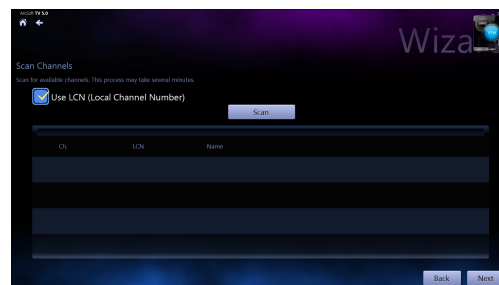 ArcSoft TV 5.0
Wiza
Scan Channels
Scan for available channels. This process may take several minutes.
Use LCN (Local Channel Number)
Scan
Ch. LCN Name
Back Next